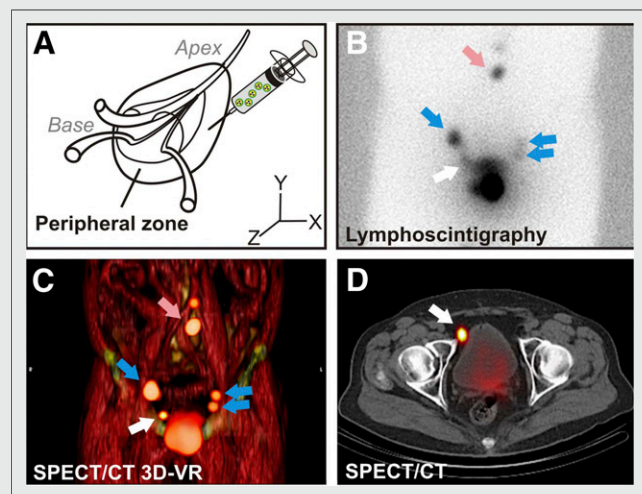 A
Apex
Base
Peripheral zone
Y
X
Z
B
Lymphoscintigraphy
C
SPECT/CT 3D-VR
D
SPECT/CT